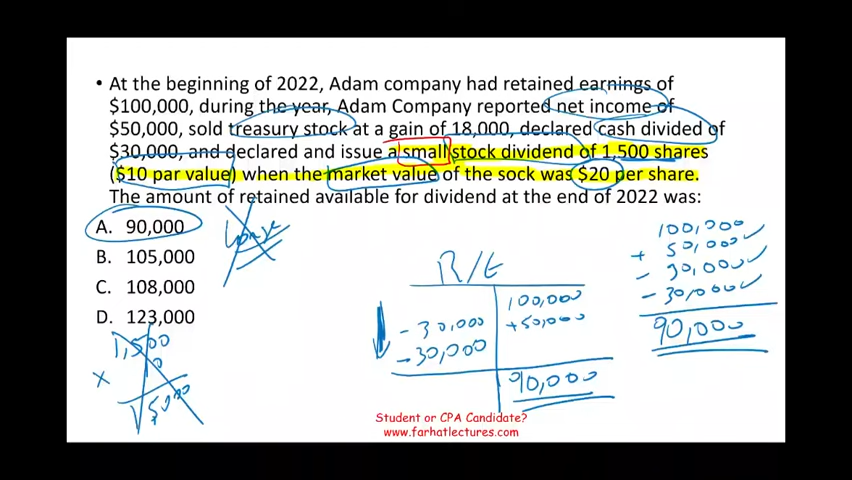 • At the beginning of 2022, Adam company had retained earnings of
$100,000, during the year, Adam Company reported net income of
$50,000, sold treasury stock at a gain of 18,000, declared cash divided of
$30,000, and declared and issue a small stock dividend of 1,500 shares
($10 par value) when the market value of the sock was $20 per share.
The amount of retained available for dividend at the end of 2022 was:
A. 90,000
B. 105,000
C. 108,000
D. 123,000
1,500
x
R/E
100,000
- 30,000 +50,000
- 30,000
90,000
100,000
+ 50,000
- 30,000
- 30,000
90,000
Student or CPA Candidate?
www.farhatlectures.com